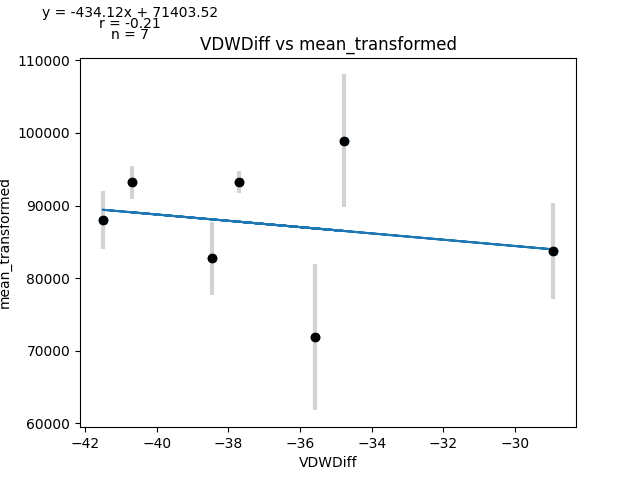 y = -434.12x + 71403.52
r = -0.21
n = 7
VDWDiff vs mean_transformed
110000
100000
90000
80000
70000
60000
mean_transformed
−42
−40
−38
−36
−34
−32
−30
VDWDiff